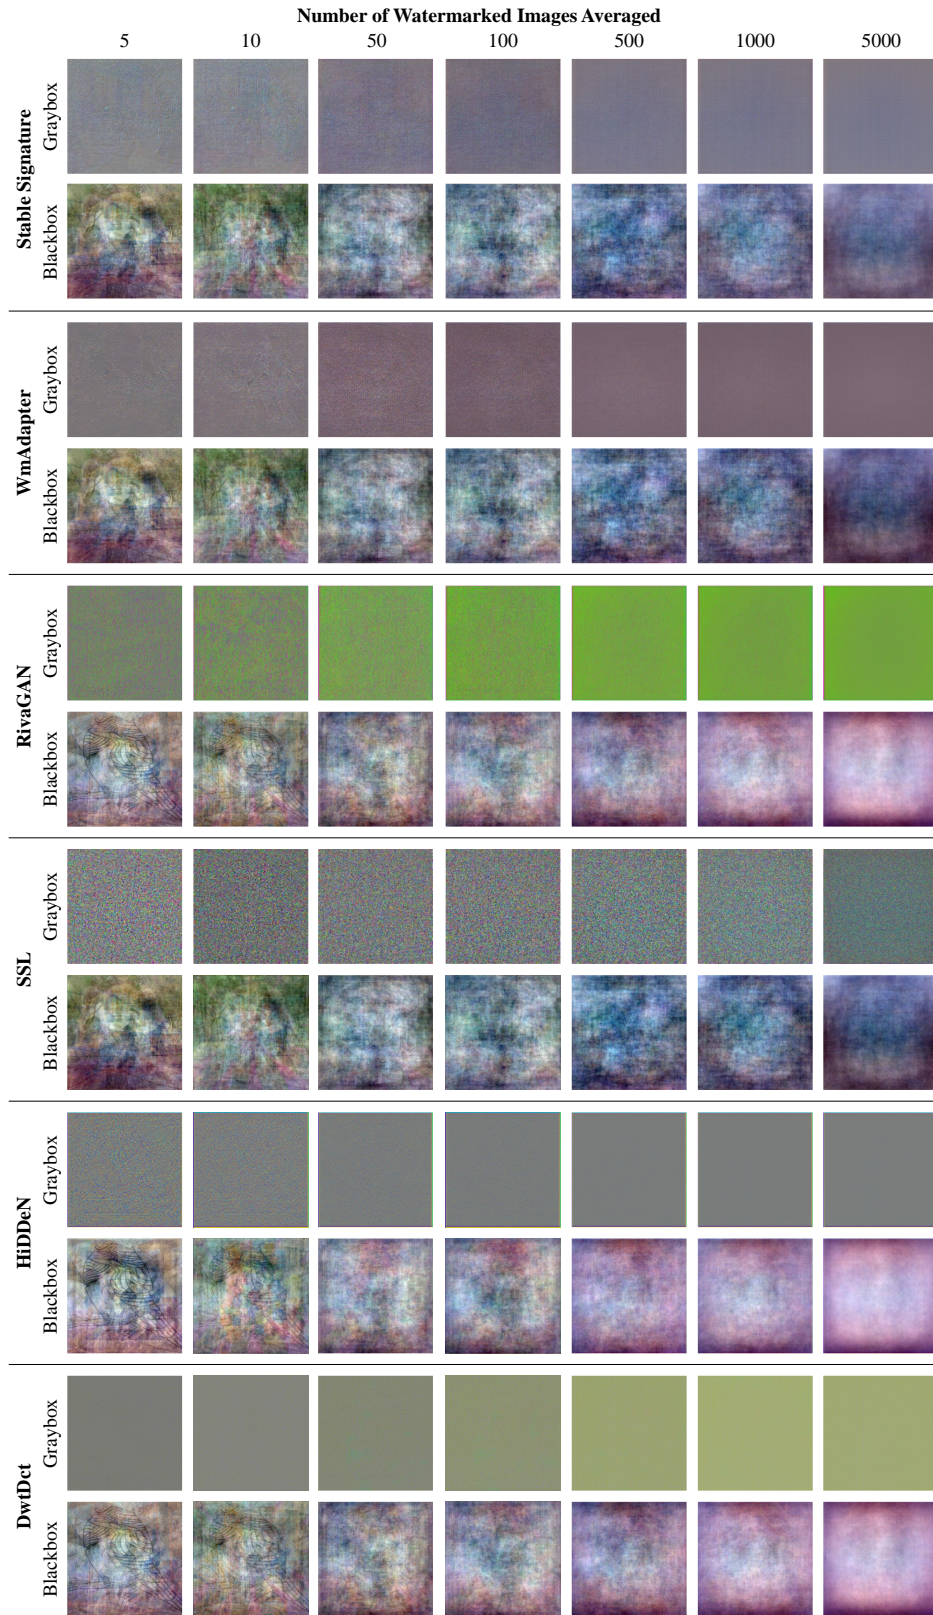 Number of Watermarked Images Averaged
5 10 50 100 500 1000 5000
Stable Signature
Graybox
Blackbox
WmAdapter
Graybox
Blackbox
RivaGAN
Graybox
Blackbox
SSL
Graybox
Blackbox
HiDDeN
Graybox
Blackbox
DwtDct
Graybox
Blackbox